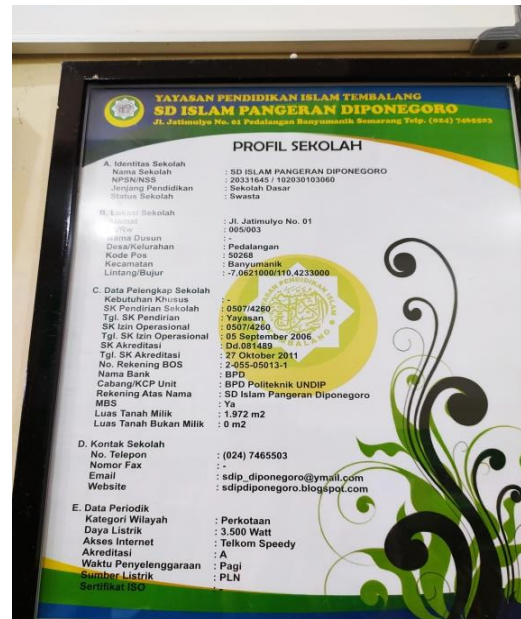 YAYASAN PENDIDIKAN ISLAM TEMBALANG
SD ISLAM PANGERAN DIPONEGORO
Jl. Jatimulyo No. 01 Pedalangan Banyumanik Semarang Telp. (024) 7465503
PROFIL SEKOLAH
A. Identitas Sekolah
Nama Sekolah : SD ISLAM PANGERAN DIPONEGORO
NPSN/NSS : 20331645 / 102030103060
Jenjang Pendidikan : Sekolah Dasar
Status Sekolah : Swasta
B. Lokasi Sekolah
Alamat : Jl. Jatimulyo No. 01
: 005/003
Nama Dusun : -
Desa/Kelurahan : Pedalangan
Kode Pos : 50268
Kecamatan : Banyumanik
Lintang/Bujur : -7.0621000/110.4233000
C. Data Pelengkap Sekolah
Kebutuhan Khusus : -
SK Pendirian Sekolah : 0507/4260
Tgl. SK Pendirian : Yayasan
SK Izin Operasional : 0507/4260
Tgl. SK Izin Operasional : 05 September 2006
SK Akreditasi : Dd.081489
Tgl. SK Akreditasi : 27 Oktober 2011
No. Rekening BOS : 2-055-05013-1
Nama Bank : BPD
Cabang/KCP Unit : BPD Politeknik UNDIP
Rekening Atas Nama : SD Islam Pangeran Diponegoro
MBS : Ya
Luas Tanah Milik : 1.972 m2
Luas Tanah Bukan Milik : 0 m2
D. Kontak Sekolah
No. Telepon : (024) 7465503
Nomor Fax : -
Email : sdip_diponegoro@ymail.com
Website : sdipdiponegoro.blogspot.com
E. Data Periodik
Kategori Wilayah : Perkotaan
Daya Listrik : 3.500 Watt
Akses Internet : Telkom Speedy
Akreditasi : A
Waktu Penyelenggaraan : Pagi
Sumber Listrik : PLN
Sertifikat ISO : -